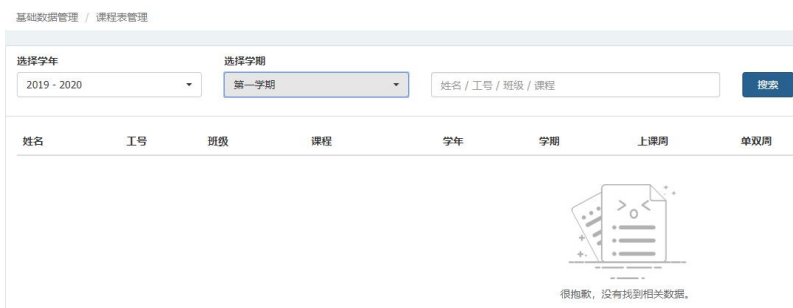 基础数据管理 / 课程表管理
选择学年 选择学期
2019 - 2020 第一学期 姓名 / 工号 / 班级 / 课程 搜索
姓名 工号 班级 课程 学年 学期 上课周 单双周
很抱歉，没有找到相关数据。